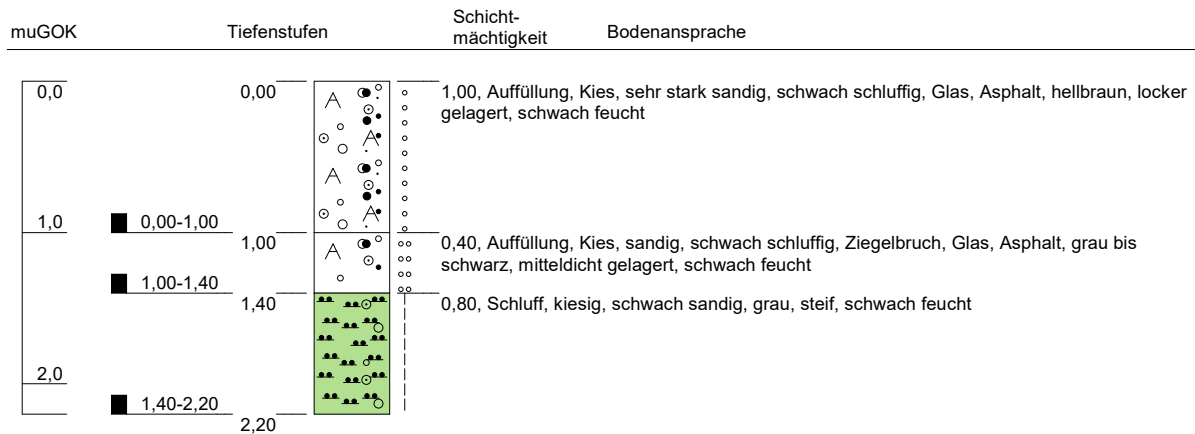 muGOK Tiefenstufen Schicht-
mächtigkeit Bodenansprache
0,0 0,00 1,00, Auffüllung, Kies, sehr stark sandig, schwach schluffig, Glas, Asphalt, hellbraun, locker
gelagert, schwach feucht
1,0 0,00-1,00
1,00 0,40, Auffüllung, Kies, sandig, schwach schluffig, Ziegelbruch, Glas, Asphalt, grau bis
schwarz, mitteldicht gelagert, schwach feucht
1,00-1,40
1,40 0,80, Schluff, kiesig, schwach sandig, grau, steif, schwach feucht
2,0
1,40-2,20
2,20